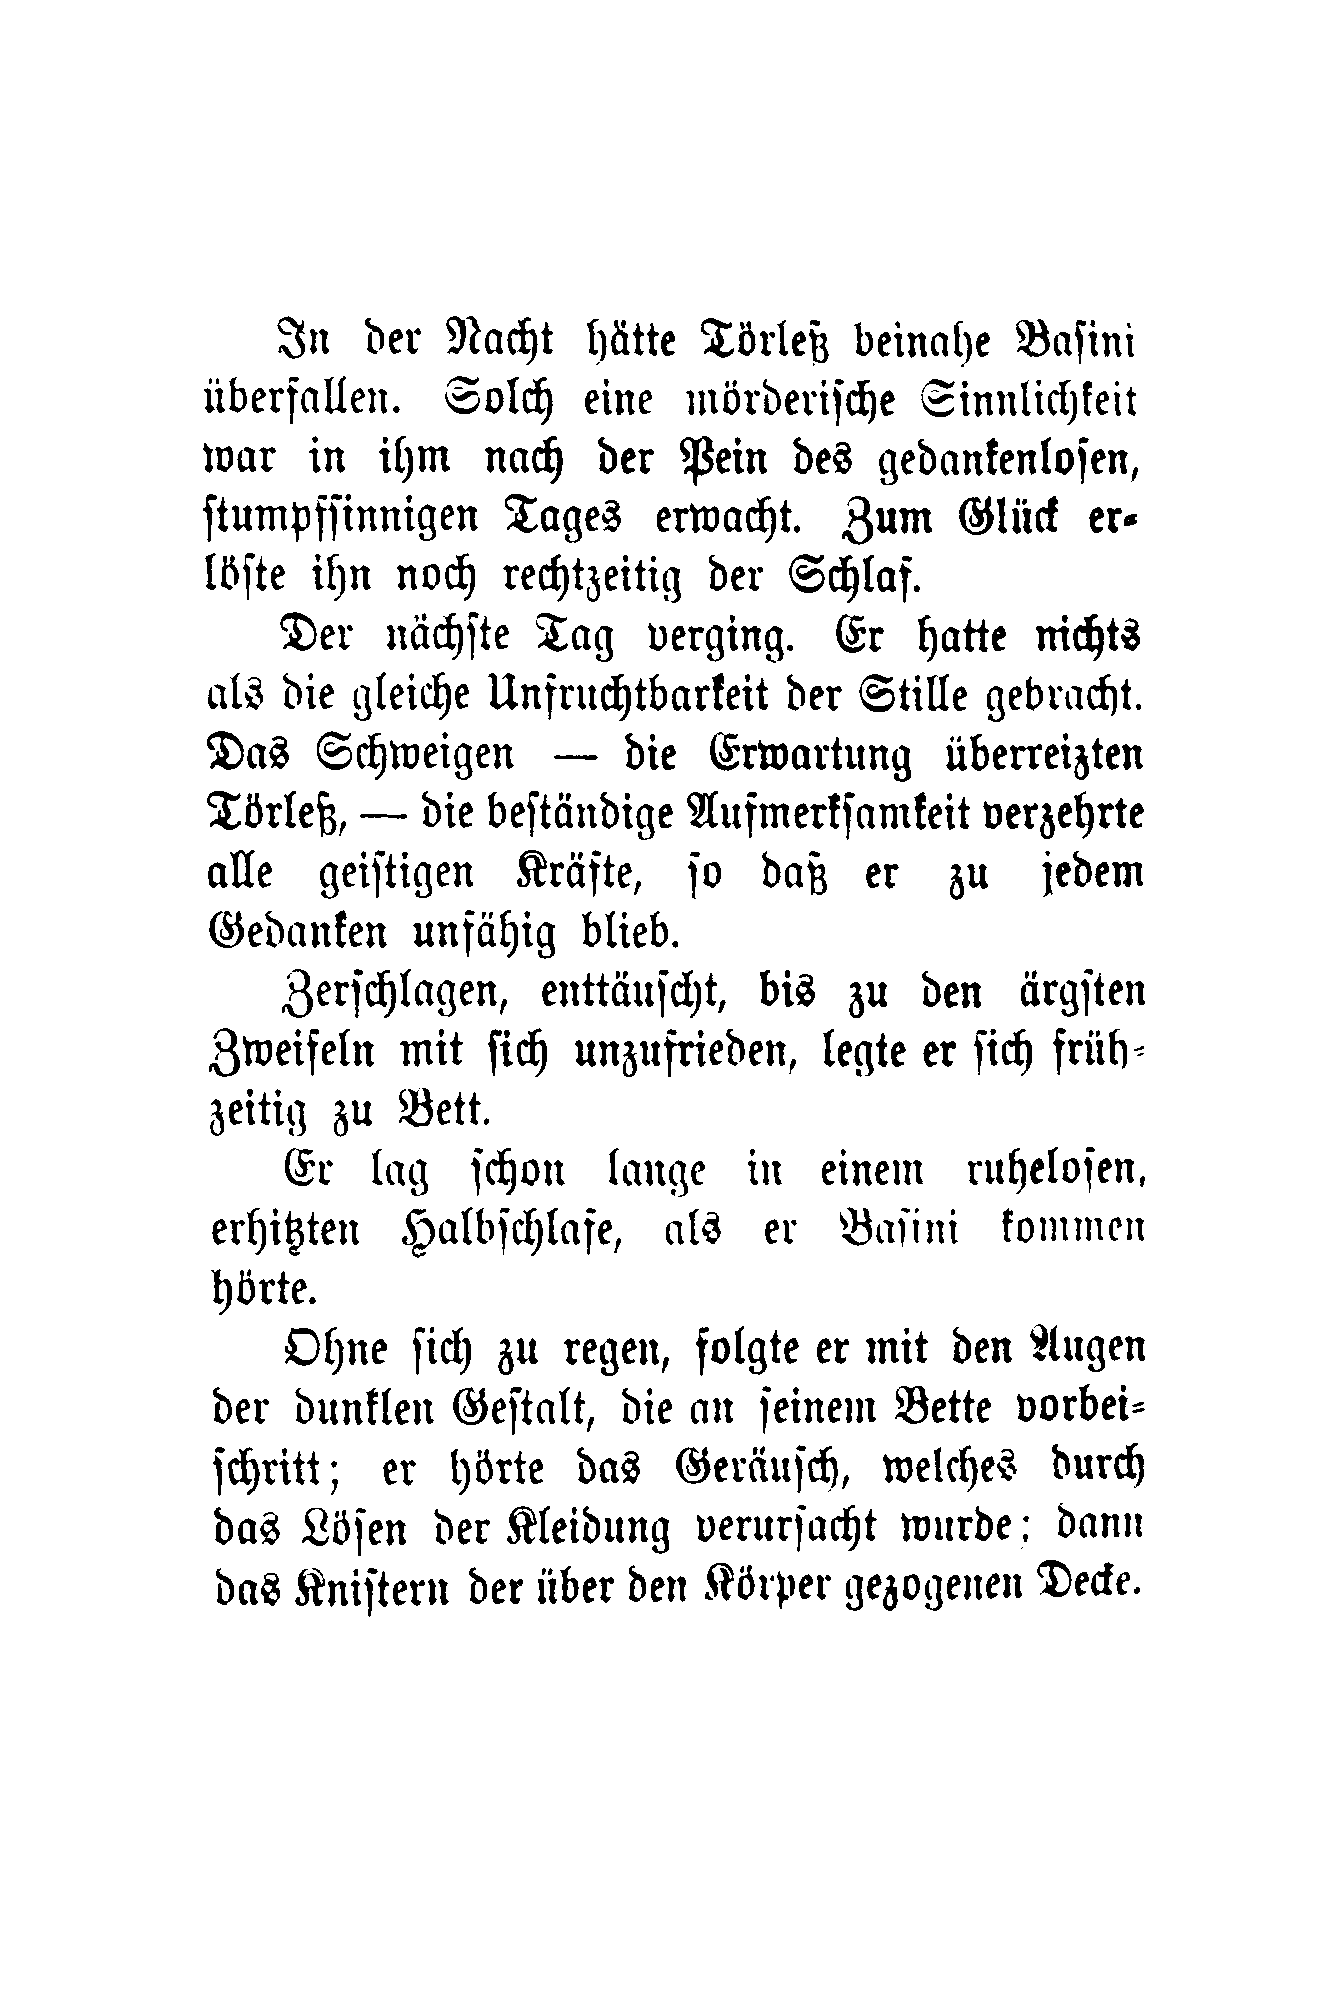 In der Nacht hätte Törleß beinahe Baſini
überfallen. Solch eine mörderiſche Sinnlichkeit
war in ihm nach der Pein des gedankenloſen,
ſtumpfſinnigen Tages erwacht. Zum Glück er-
löſte ihn noch rechtzeitig der Schlaf.
Der nächſte Tag verging. Er hatte nichts
als die gleiche Unfruchtbarkeit der Stille gebracht.
Das Schweigen — die Erwartung überreizten
Törleß, — die beſtändige Aufmerkſamkeit verzehrte
alle geiſtigen Kräfte, ſo daß er zu jedem
Gedanken unfähig blieb.
Zerſchlagen, enttäuſcht, bis zu den ärgſten
Zweifeln mit ſich unzufrieden, legte er ſich früh-
zeitig zu Bett.
Er lag ſchon lange in einem ruheloſen,
erhitzten Halbſchlafe, als er Baſini kommen
hörte.
Ohne ſich zu regen, folgte er mit den Augen
der dunklen Geſtalt, die an ſeinem Bette vorbei-
ſchritt; er hörte das Geräuſch, welches durch
das Löſen der Kleidung verurſacht wurde; dann
das Kniſtern der über den Körper gezogenen Decke.